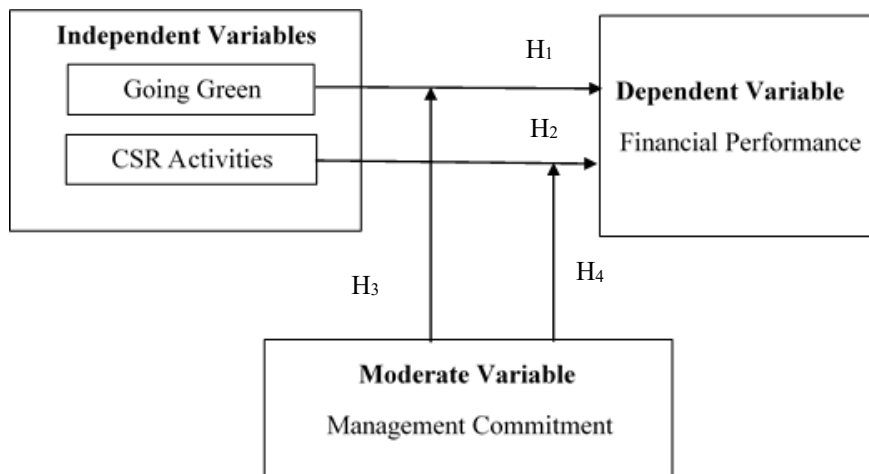 Independent Variables
Going Green
CSR Activities
H1
H2
Dependent Variable
Financial Performance
H3
H4
Moderate Variable
Management Commitment